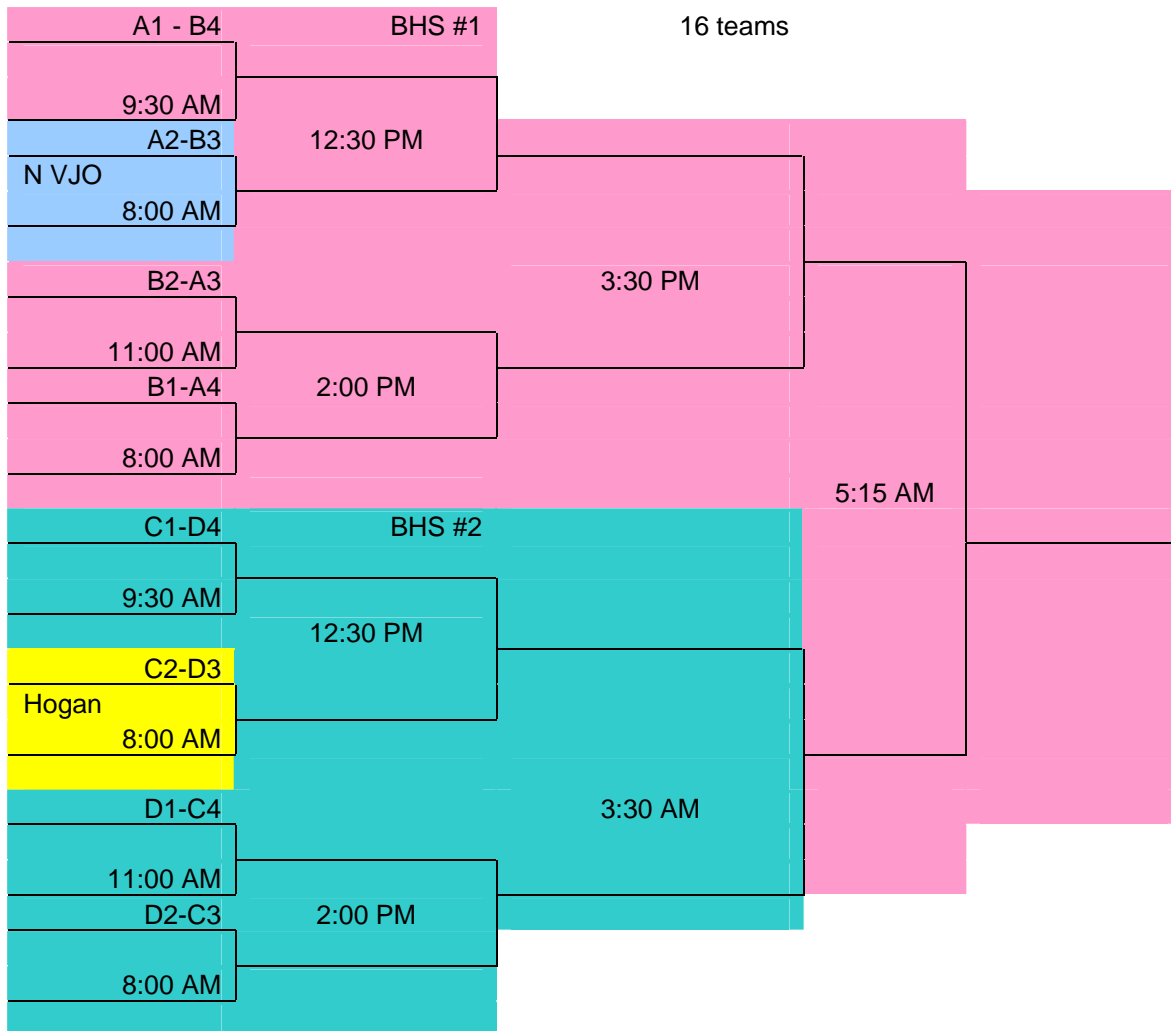 A1 - B4 BHS #1 16 teams
9:30 AM
A2-B3 12:30 PM
N VJO
8:00 AM
B2-A3 3:30 PM
11:00 AM
B1-A4 2:00 PM
8:00 AM
5:15 AM
C1-D4 BHS #2
9:30 AM
12:30 PM
C2-D3
Hogan
8:00 AM
D1-C4 3:30 AM
11:00 AM
D2-C3 2:00 PM
8:00 AM